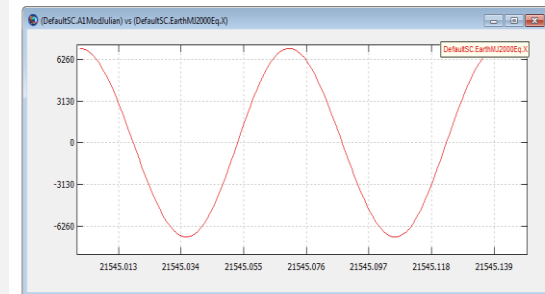 (DefaultSC.A1ModJulian) vs (DefaultSC.EarthMJ2000Eq.X)
DefaultSC.EarthMJ2000Eq.X
6260
3130
0
-3130
-6260
21545.013 21545.034 21545.055 21545.076 21545.097 21545.118 21545.139